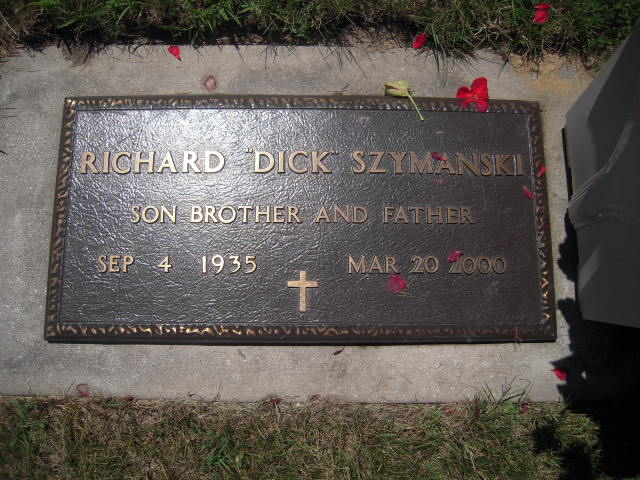 RICHARD "DICK" SZYMANSKI
SON BROTHER AND FATHER
SEP 4 1935 MAR 20 2000